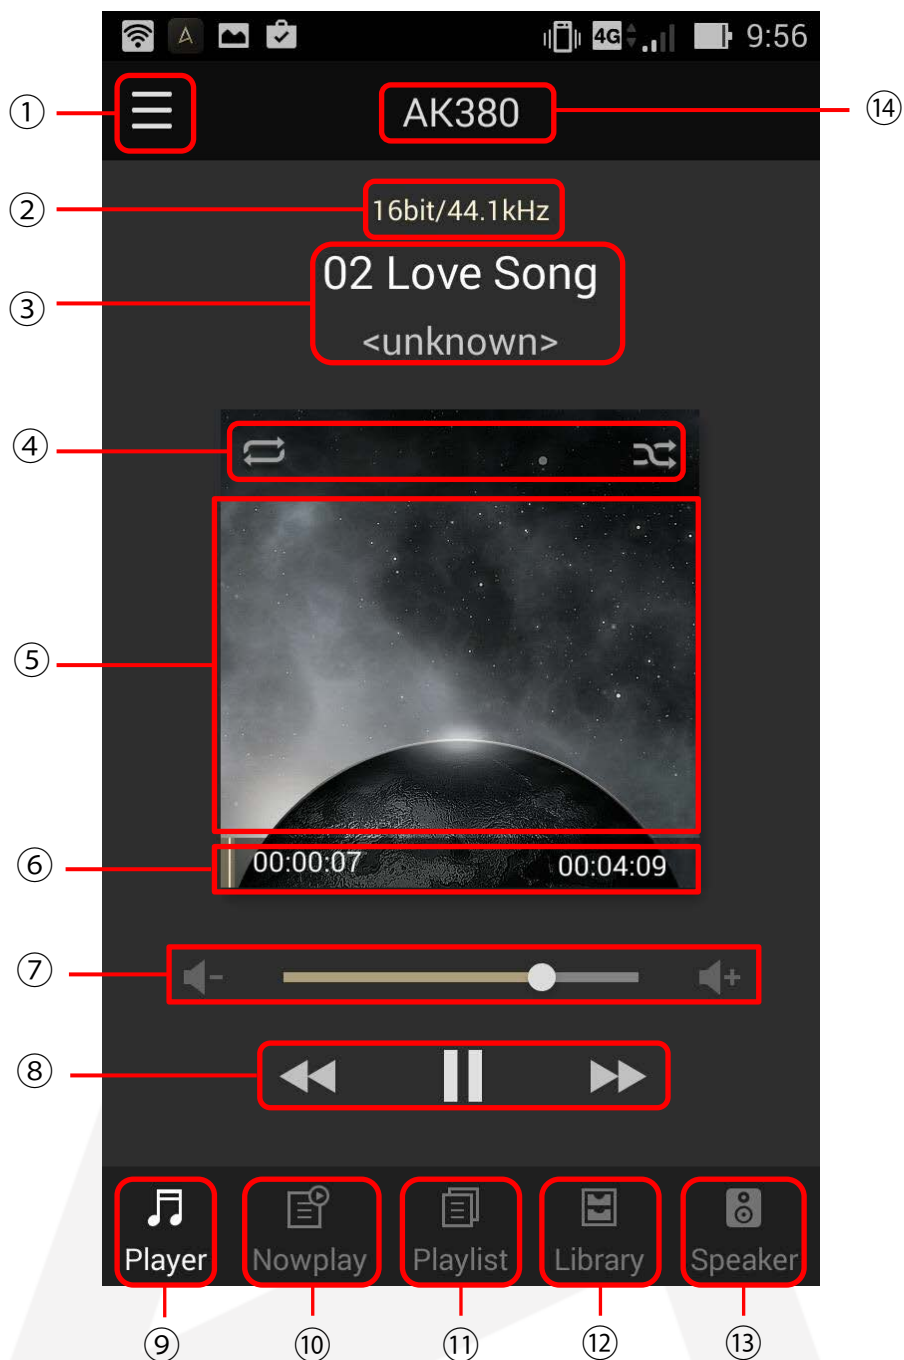 4G 9:56
① AK380 ⑭
② 16bit/44.1kHz
③ 02 Love Song
<unknown>
④
⑤
⑥ 00:00:07 00:04:09
⑦ - +
⑧
Player Nowplay Playlist Library Speaker
⑨ ⑩ ⑪ ⑫ ⑬